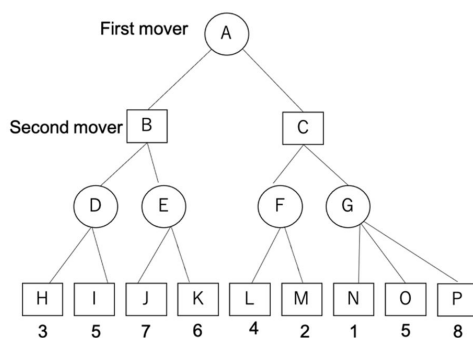 First mover A
Second mover B C
D E F G
H I J K L M N O P
3 5 7 6 4 2 1 5 8